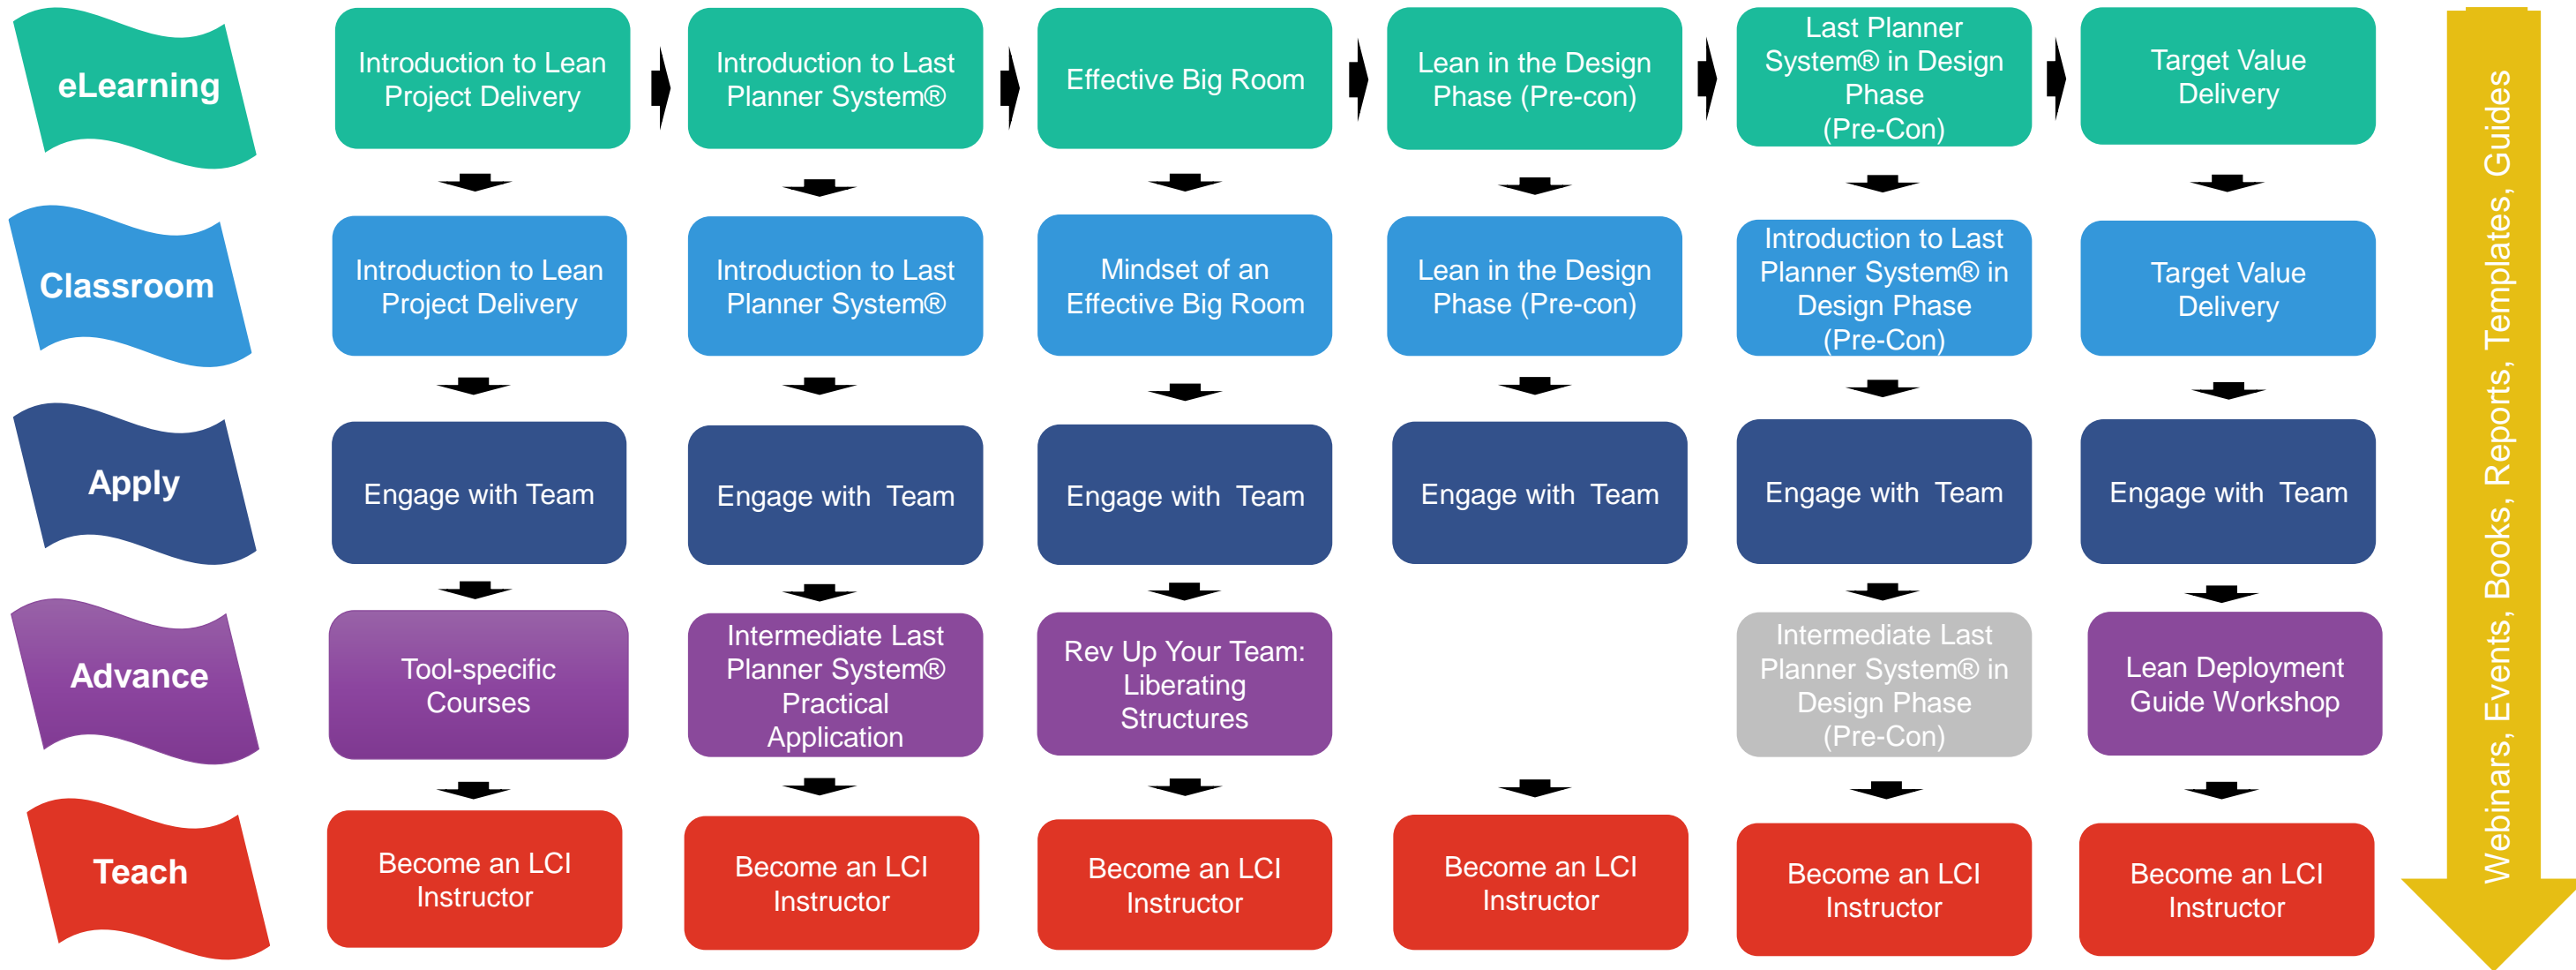 eLearning
Introduction to Lean
Project Delivery
Introduction to Last
Planner System®
Effective Big Room
Lean in the Design
Phase (Pre-con)
Last Planner
System® in Design
Phase
(Pre-Con)
Target Value
Delivery
Classroom
Introduction to Lean
Project Delivery
Introduction to Last
Planner System®
Mindset of an
Effective Big Room
Lean in the Design
Phase (Pre-con)
Introduction to Last
Planner System® in
Design Phase
(Pre-Con)
Target Value
Delivery
Apply
Engage with Team
Engage with  Team
Engage with  Team
Engage with  Team
Engage with  Team
Engage with  Team
Advance
Tool-specific
Courses
Intermediate Last
Planner System®
Practical
Application
Rev Up Your Team:
Liberating
Structures
Intermediate Last
Planner System® in
Design Phase
(Pre-Con)
Lean Deployment
Guide Workshop
Teach
Become an LCI
Instructor
Become an LCI
Instructor
Become an LCI
Instructor
Become an LCI
Instructor
Become an LCI
Instructor
Become an LCI
Instructor
Webinars, Events, Books, Reports, Templates, Guides